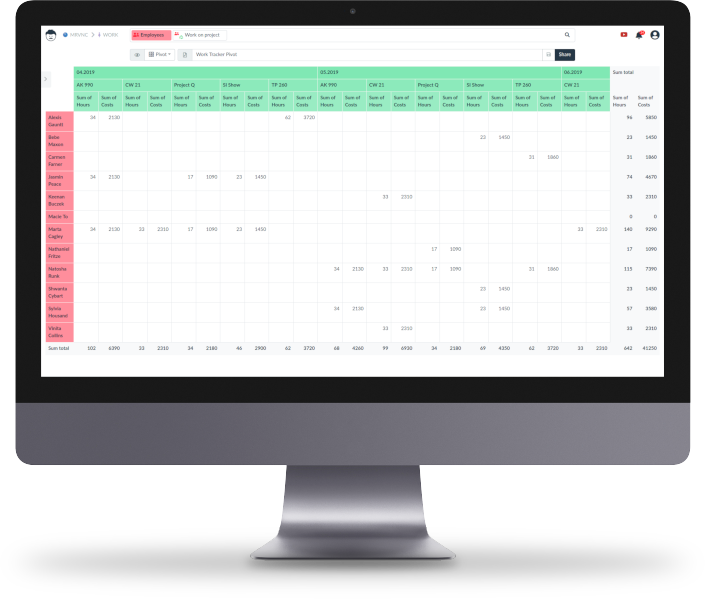 MRVNC > WORK Employees Work on project
Pivot Work Tracker Pivot Share
04.2019 05.2019 06.2019 Sum total
AK 990 CW 21 Project Q SI Show TP 260 AK 990 CW 21 Project Q SI Show TP 260 CW 21
Sum of Sum of Sum of Sum of Sum of Sum of Sum of Sum of Sum of Sum of Sum of Sum of Sum of Sum of Sum of Sum of Sum of Sum of Sum of Sum of Sum of Sum of Sum of Sum of
Hours Costs Hours Costs Hours Costs Hours Costs Hours Costs Hours Costs Hours Costs Hours Costs Hours Costs Hours Costs Hours Costs Hours Costs
Alexis 34 2130 62 3720 96 5850
Gauntt
Bebe 23 1450 23 1450
Maxon
Carmen 31 1860 31 1860
Farrer
Jasmin 34 2130 17 1090 23 1450 74 4670
Peace
Keenan 33 2310 33 2310
Macie To 0 0
Maria 34 2130 33 2310 17 1090 23 1450 33 2310 140 9290
Cagley
Nathaniel 17 1090 17 1090
Fritze
Natosha 34 2130 33 2310 17 1090 31 1860 115 7390
Runk
Shwanta 23 1450 23 1450
Cybart
Sylvia 34 2130 23 1450 57 3580
Housand
Vinita 33 2310 33 2310
Collins
Sum total 102 6390 33 2310 34 2180 46 2900 62 3720 68 4260 99 6930 34 2180 69 4350 62 3720 33 2310 642 41250